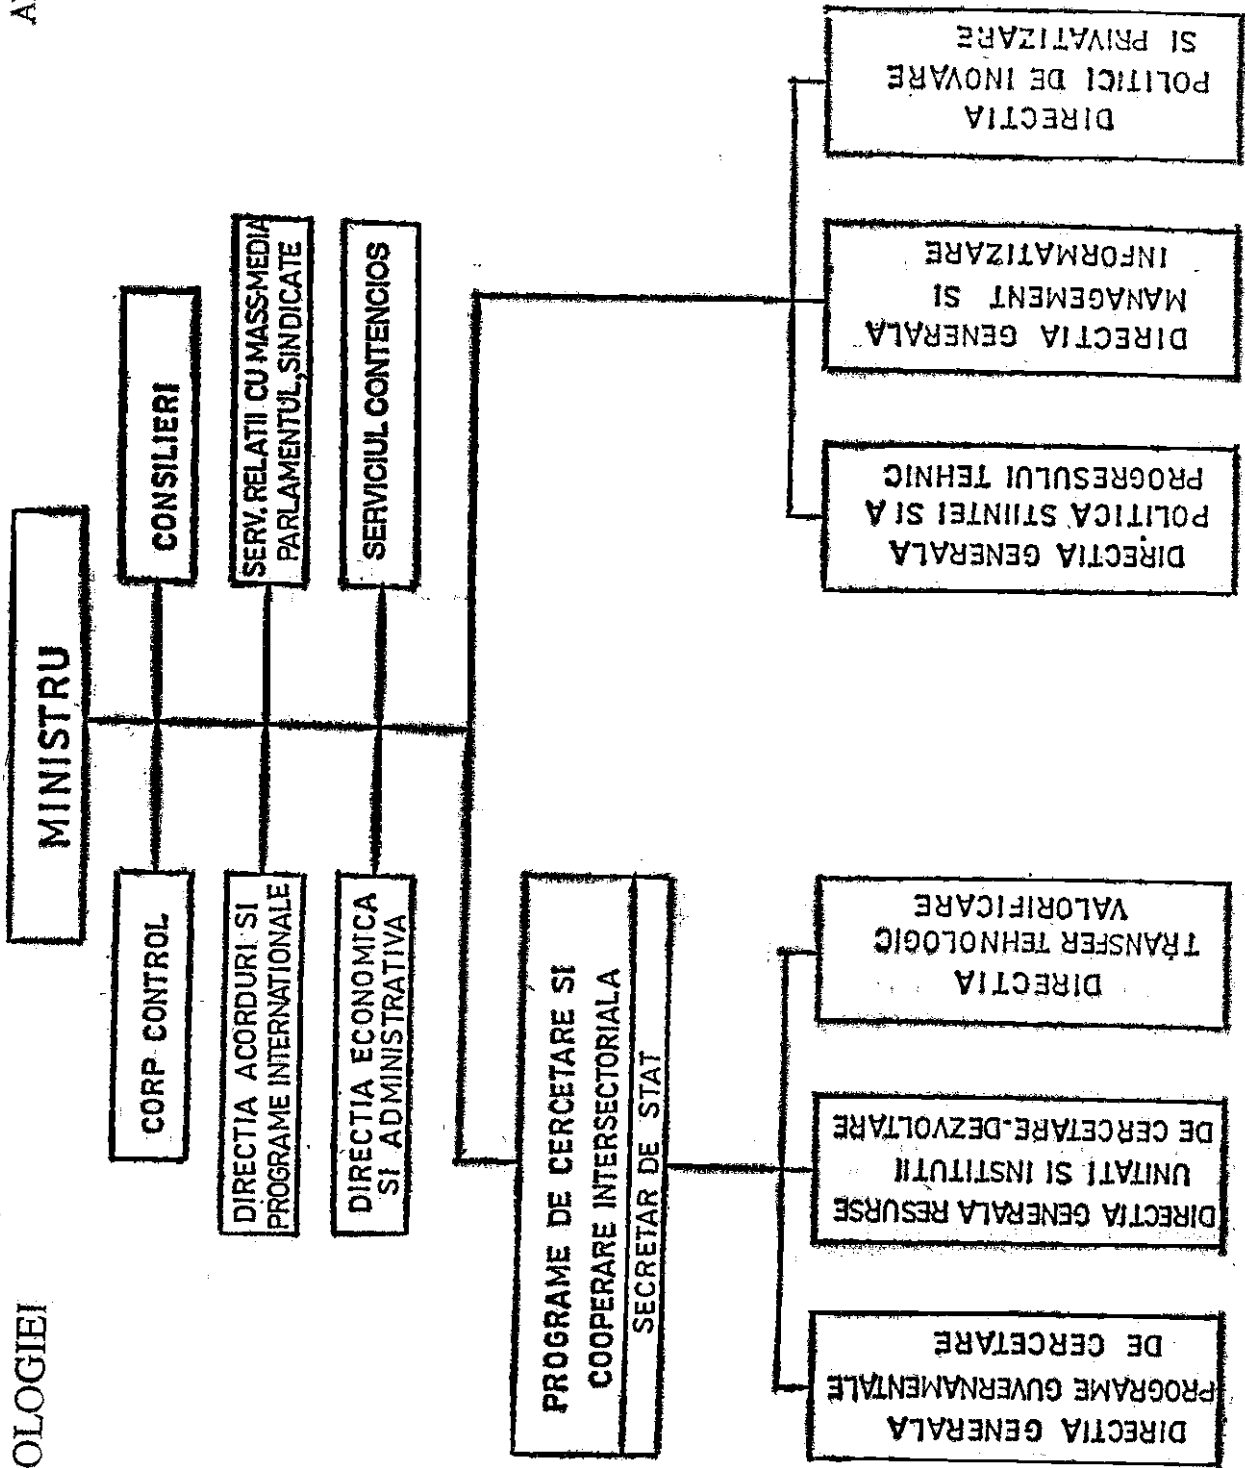 OLOGIEI
A
MINISTRU
CORP CONTROL
CONSILIERI
DIRECTIA ACORDURI SI
PROGRAME INTERNATIONALE
SERV. RELATII CU MASS-MEDIA
PARLAMENTUL, SINDICATE
DIRECTIA ECONOMICA
SI ADMINISTRATIVA
SERVICIUL CONTENCIOS
PROGRAME DE CERCETARE SI
COOPERARE INTERSECTORIALA
SECRETAR DE STAT
DIRECTIA GENERALA
PROGRAME GUVERNAMENTALE
DE CERCETARE
DIRECTIA GENERALA RESURSE
UNITATI SI INSTITUTII
DE CERCETARE-DEZVOLTARE
DIRECTIA
TRANSFER TEHNOLOGIC
VALORIFICARE
DIRECTIA GENERALA
POLITICA STIINTEI SI A
PROGRESULUI TEHNIC
DIRECTIA GENERALA
MANAGEMENT SI
INFORMATIZARE
DIRECTIA
POLITICI DE INOVARE
SI PRIVATIZARE